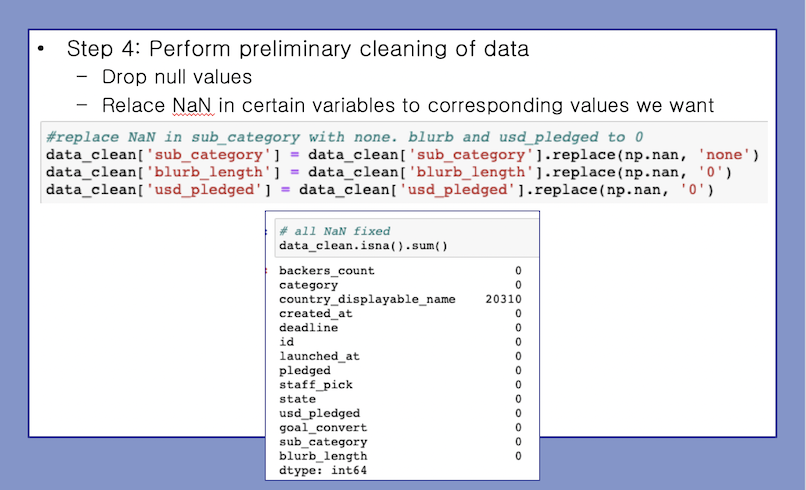 • Step 4: Perform preliminary cleaning of data
– Drop null values
– Relace NaN in certain variables to corresponding values we want
#replace NaN in sub_category with none. blurb and usd_pledged to 0
data_clean['sub_category'] = data_clean['sub_category'].replace(np.nan, 'none')
data_clean['blurb_length'] = data_clean['blurb_length'].replace(np.nan, '0')
data_clean['usd_pledged'] = data_clean['usd_pledged'].replace(np.nan, '0')
# all NaN fixed
data_clean.isna().sum()
backers_count 0
category 0
country_displayable_name 20310
created_at 0
deadline 0
id 0
launched_at 0
pledged 0
staff_pick 0
state 0
usd_pledged 0
goal_convert 0
sub_category 0
blurb_length 0
dtype: int64